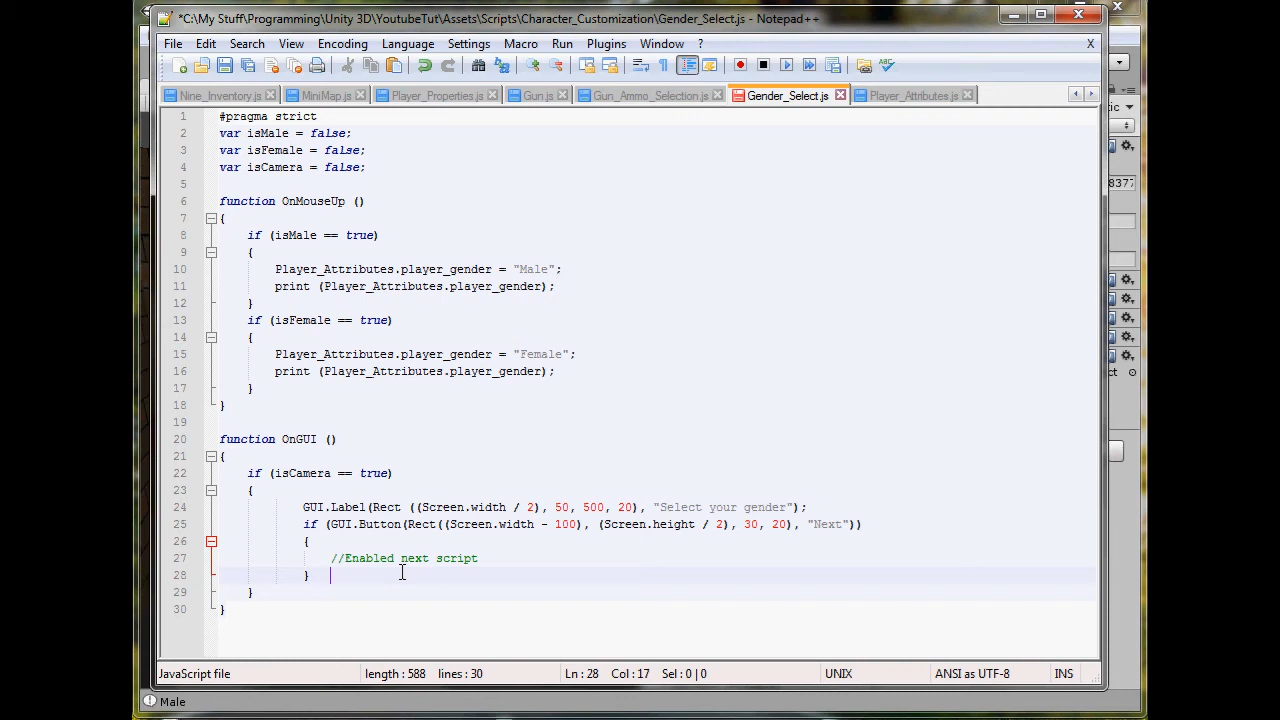 *C:\My Stuff\Programming\Unity 3D\YoutubeTut\Assets\Scripts\Character_Customization\Gender_Select.js - Notepad++
File Edit Search View Encoding Language Settings Macro Run Plugins Window ? X
Nine_Inventory.js MiniMap.js Player_Properties.js Gun.js Gun_Ammo_Selection.js Gender_Select.js Player_Attributes.js
1 #pragma strict
2 var isMale = false;
3 var isFemale = false;
4 var isCamera = false;
5
6 function OnMouseUp ()
7 {
8 if (isMale == true)
9 {
10 Player_Attributes.player_gender = "Male";
11 print (Player_Attributes.player_gender);
12 }
13 if (isFemale == true)
14 {
15 Player_Attributes.player_gender = "Female";
16 print (Player_Attributes.player_gender);
17 }
18 }
19
20 function OnGUI ()
21 {
22 if (isCamera == true)
23 {
24 GUI.Label(Rect ((Screen.width / 2), 50, 500, 20), "Select your gender");
25 if (GUI.Button(Rect((Screen.width - 100), (Screen.height / 2), 30, 20), "Next"))
26 {
27 //Enabled next script
28 }
29 }
30 }
tic
8377
ect
JavaScript file length : 588 lines : 30 Ln : 28 Col : 17 Sel : 0 | 0 UNIX ANSI as UTF-8 INS
Male